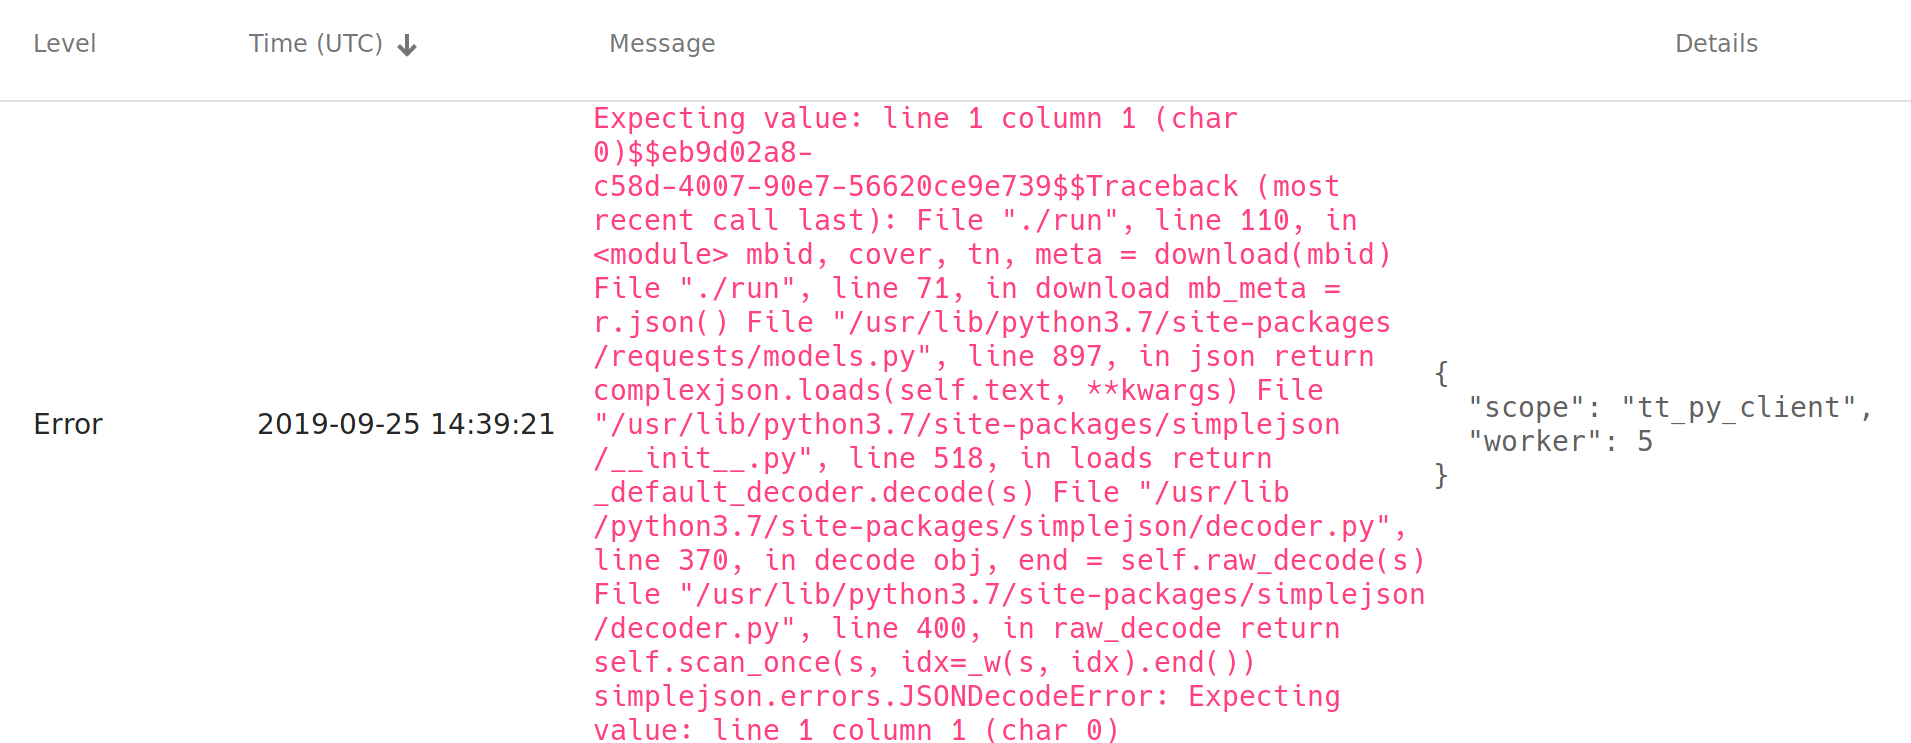 Level Time (UTC) ↓ Message Details
Expecting value: line 1 column 1 (char
0)$$eb9d02a8-
c58d-4007-90e7-56620ce9e739$$Traceback (most
recent call last): File "./run", line 110, in
<module> mbid, cover, tn, meta = download(mbid)
File "./run", line 71, in download mb_meta =
r.json() File "/usr/lib/python3.7/site-packages
/requests/models.py", line 897, in json return
complexjson.loads(self.text, **kwargs) File
"/usr/lib/python3.7/site-packages/simplejson
/__init__.py", line 518, in loads return
_default_decoder.decode(s) File "/usr/lib
/python3.7/site-packages/simplejson/decoder.py",
line 370, in decode obj, end = self.raw_decode(s)
File "/usr/lib/python3.7/site-packages/simplejson
/decoder.py", line 400, in raw_decode return
self.scan_once(s, idx=_w(s, idx).end())
simplejson.errors.JSONDecodeError: Expecting
value: line 1 column 1 (char 0)
Error 2019-09-25 14:39:21
{
"scope": "tt_py_client",
"worker": 5
}